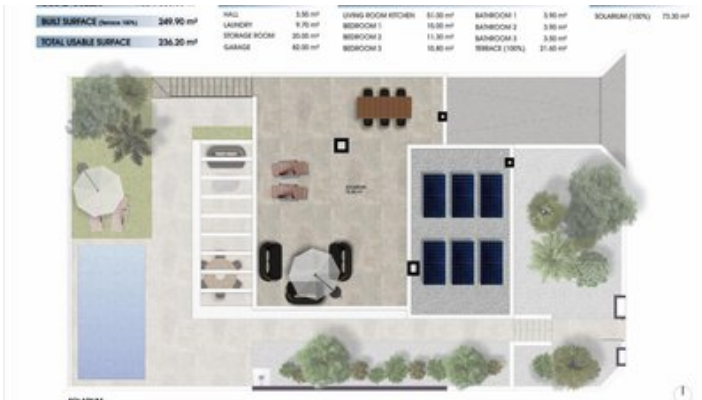 BUILT SURFACE (terrace 100%) 249.90 m²
TOTAL USABLE SURFACE 236.20 m²
HALL 3.50 m²
LAUNDRY 9.70 m²
STORAGE ROOM 20.00 m²
GARAGE 60.00 m²
LIVING ROOM KITCHEN 51.00 m²
BEDROOM 1 15.00 m²
BEDROOM 2 11.30 m²
BEDROOM 3 10.80 m²
BATHROOM 1 3.90 m²
BATHROOM 2 3.90 m²
BATHROOM 3 3.50 m²
TERRACE (100%) 21.60 m²
SOLARIUM (100%) 73.30 m²